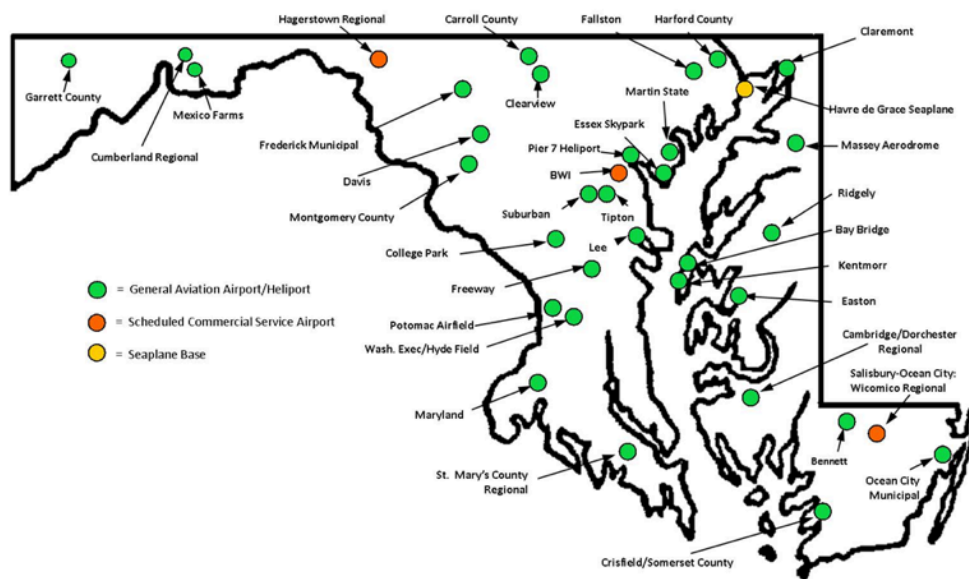 Hagerstown Regional
Carroll County
Fallston
Harford County
Claremont
Garrett County
Mexico Farms
Cumberland Regional
Clearview
Martin State
Havre de Grace Seaplane
Frederick Municipal
Essex Skypark
Pier 7 Heliport
Massey Aerodrome
BWI
Davis
Ridgely
Montgomery County
Suburban
Tipton
Bay Bridge
College Park
Lee
Kentmorr
Freeway
= General Aviation Airport/Heliport
Easton
= Scheduled Commercial Service Airport
Potomac Airfield
Cambridge/Dorchester
Regional
Wash. Exec/Hyde Field
= Seaplane Base
Salisbury-Ocean City:
Wicomico Regional
Maryland
Bennett
St. Mary's County
Regional
Ocean City
Municipal
Crisfield/Somerset County